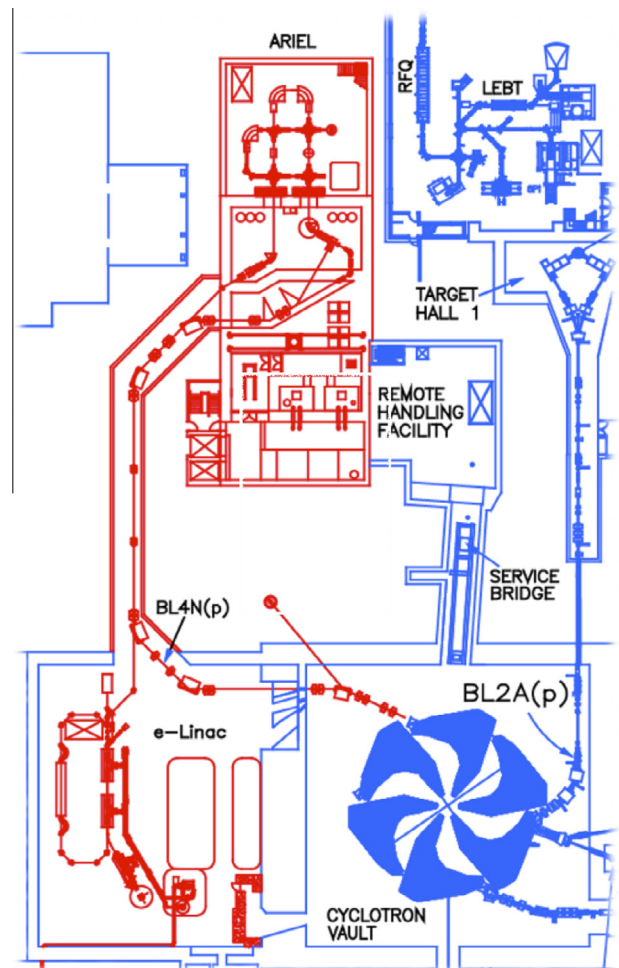 ARIEL
RFQ
LEBT
TARGET
HALL 1
REMOTE
HANDLING
FACILITY
SERVICE
BRIDGE
BL4N(p)
BL2A(p)
e-Linac
CYCLOTRON
VAULT